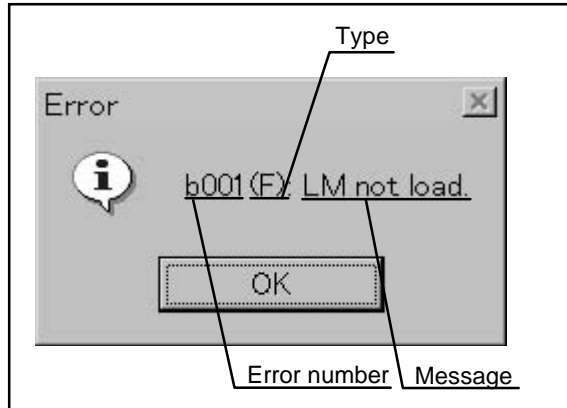 Type
Error
b001 (F): LM not load.
OK
Error number Message